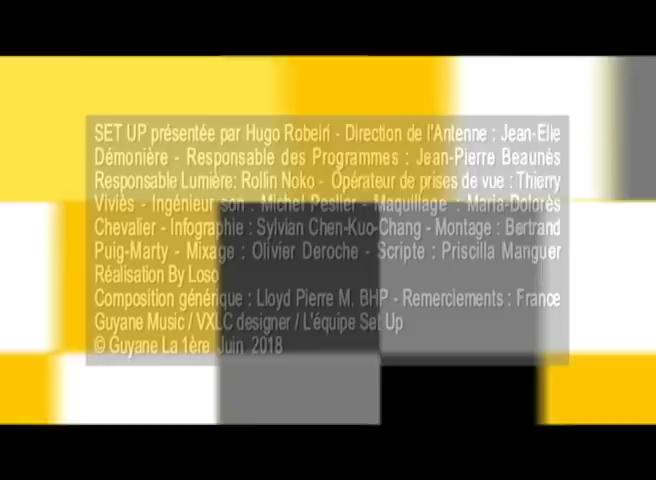 SET UP présentée par Hugo Robeiri - Direction de l'Antenne : Jean-Elie
Démonière - Responsable des Programmes : Jean-Pierre Beaunés
Responsable Lumière: Rollin Noko - Opérateur de prises de vue : Thierry
Viviès - Ingénieur son : Michel Peslier - Maquillage : Maria-Dolorès
Chevalier - Infographie : Sylvian Chen-Kuo-Chang - Montage : Bertrand
Puig-Marty - Mixage : Olivier Deroche - Scripte : Priscilla Manguer
Réalisation By Loso
Composition générique : Lloyd Pierre M. BHP - Remerciements : France
Guyane Music / VXLC designer / L'équipe Set Up
© Guyane La 1ère Juin 2018